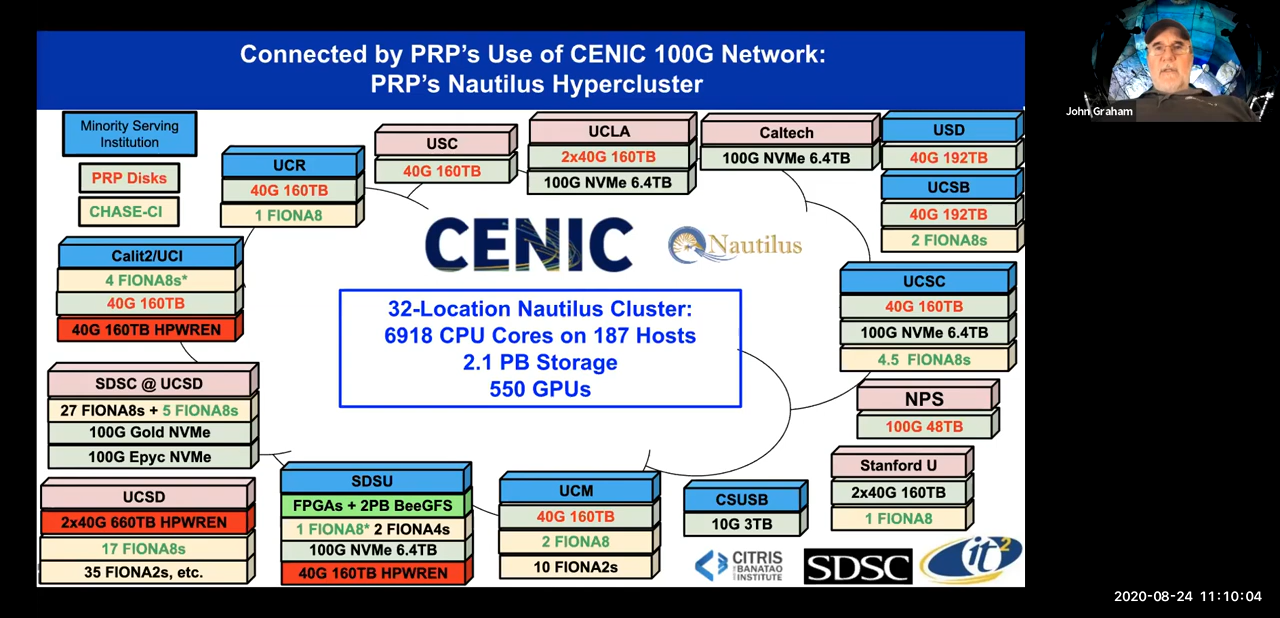 Connected by PRP's Use of CENIC 100G Network:
PRP's Nautilus Hypercluster
John Graham
Minority Serving
Institution
PRP Disks
CHASE-CI
UCR
40G 160TB
1 FIONA8
USC
40G 160TB
UCLA
2x40G 160TB
100G NVMe 6.4TB
Caltech
100G NVMe 6.4TB
USD
40G 192TB
UCSB
40G 192TB
2 FIONA8s
Calit2/UCI
4 FIONA8s*
40G 160TB
40G 160TB HPWREN
CENIC
Nautilus
32-Location Nautilus Cluster:
6918 CPU Cores on 187 Hosts
2.1 PB Storage
550 GPUs
UCSC
40G 160TB
100G NVMe 6.4TB
4.5 FIONA8s
SDSC @ UCSD
27 FIONA8s + 5 FIONA8s
100G Gold NVMe
100G Epyc NVMe
NPS
100G 48TB
Stanford U
2x40G 160TB
1 FIONA8
UCSD
2x40G 660TB HPWREN
17 FIONA8s
35 FIONA2s, etc.
SDSU
FPGAs + 2PB BeeGFS
1 FIONA8* 2 FIONA4s
100G NVMe 6.4TB
40G 160TB HPWREN
UCM
40G 160TB
2 FIONA8
10 FIONA2s
CSUSB
10G 3TB
CITRIS
AND THE BANATAO
INSTITUTE
SDSC
it2
2020-08-24 11:10:04